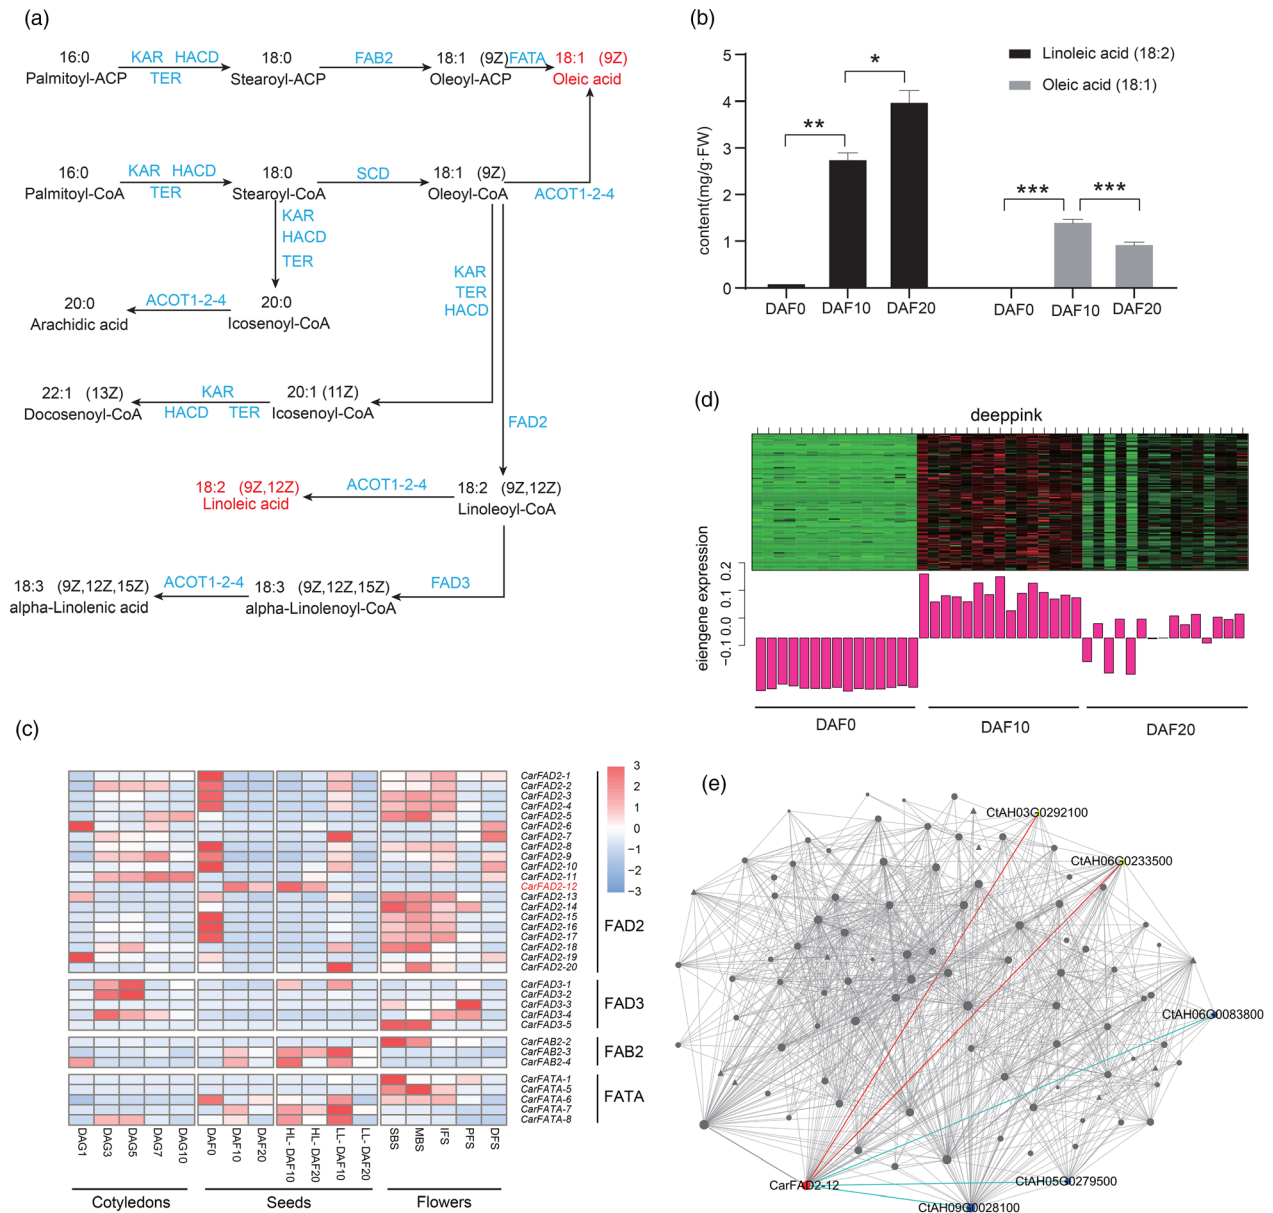 (a)
16:0
KAR HACD
18:0
FAB2
18:1 (9Z)
FATA
18:1 (9Z)
Palmitoyl-ACP
TER
Stearoyl-ACP
Oleoyl-ACP
Oleic acid
16:0
KAR HACD
18:0
SCD
18:1 (9Z)
Palmitoyl-CoA
TER
Stearoyl-CoA
Oleoyl-CoA
ACOT1-2-4
KAR
HACD
TER
KAR
TER
HACD
20:0
ACOT1-2-4
20:0
Arachidic acid
Icosenoyl-CoA
22:1 (13Z)
KAR
20:1 (11Z)
Docosenoyl-CoA
HACD TER
Icosenoyl-CoA
FAD2
18:2 (9Z,12Z)
ACOT1-2-4
18:2 (9Z,12Z)
Linoleic acid
Linoleoyl-CoA
18:3 (9Z,12Z,15Z)
ACOT1-2-4
18:3 (9Z,12Z,15Z)
FAD3
alpha-Linolenic acid
alpha-Linolenoyl-CoA
(b)
Linoleic acid (18:2)
Oleic acid (18:1)
content(mg/g·FW)
5
4
3
2
1
0
**
*
***
***
DAF0
DAF10
DAF20
DAF0
DAF10
DAF20
(c)
CarFAD2-1
CarFAD2-2
CarFAD2-3
CarFAD2-4
CarFAD2-5
CarFAD2-6
CarFAD2-7
CarFAD2-8
CarFAD2-9
CarFAD2-10
CarFAD2-11
CarFAD2-12
CarFAD2-13
CarFAD2-14
CarFAD2-15
CarFAD2-16
CarFAD2-17
CarFAD2-18
CarFAD2-19
CarFAD2-20
FAD2
CarFAD3-1
CarFAD3-2
CarFAD3-3
CarFAD3-4
CarFAD3-5
FAD3
CarFAB2-2
CarFAB2-3
CarFAB2-4
FAB2
CarFATA-1
CarFATA-5
CarFATA-6
CarFATA-7
CarFATA-8
FATA
3
2
1
0
−1
−2
−3
DAG1
DAG3
DAG5
DAG7
DAG10
DAF0
DAF10
DAF20
HL- DAF10
HL- DAF20
LL- DAF10
LL- DAF20
SBS
MBS
IFS
PFS
DFS
Cotyledons
Seeds
Flowers
(d)
deeppink
eiengene expression
−0.1 0.0 0.1 0.2
DAF0
DAF10
DAF20
(e)
CtAH03G0292100
CtAH06G0233500
CtAH06G0083800
CtAH05G0279500
CarFAD2-12
CtAH09G0028100